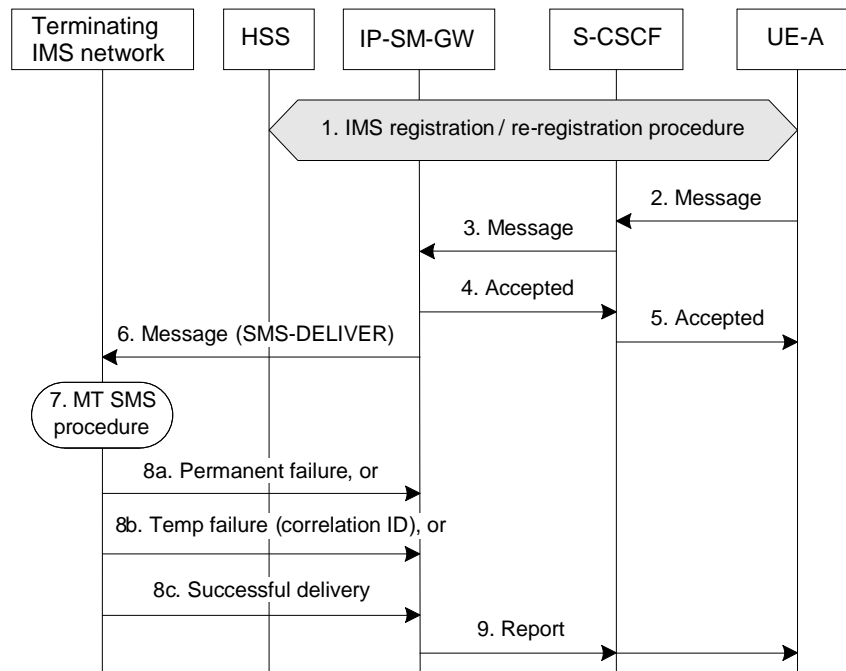 Terminating
IMS network
HSS
IP-SM-GW
S-CSCF
UE-A
1. IMS registration / re-registration procedure
2. Message
3. Message
4. Accepted
5. Accepted
6. Message (SMS-DELIVER)
7. MT SMS
procedure
8a. Permanent failure, or
8b. Temp failure (correlation ID), or
8c. Successful delivery
9. Report